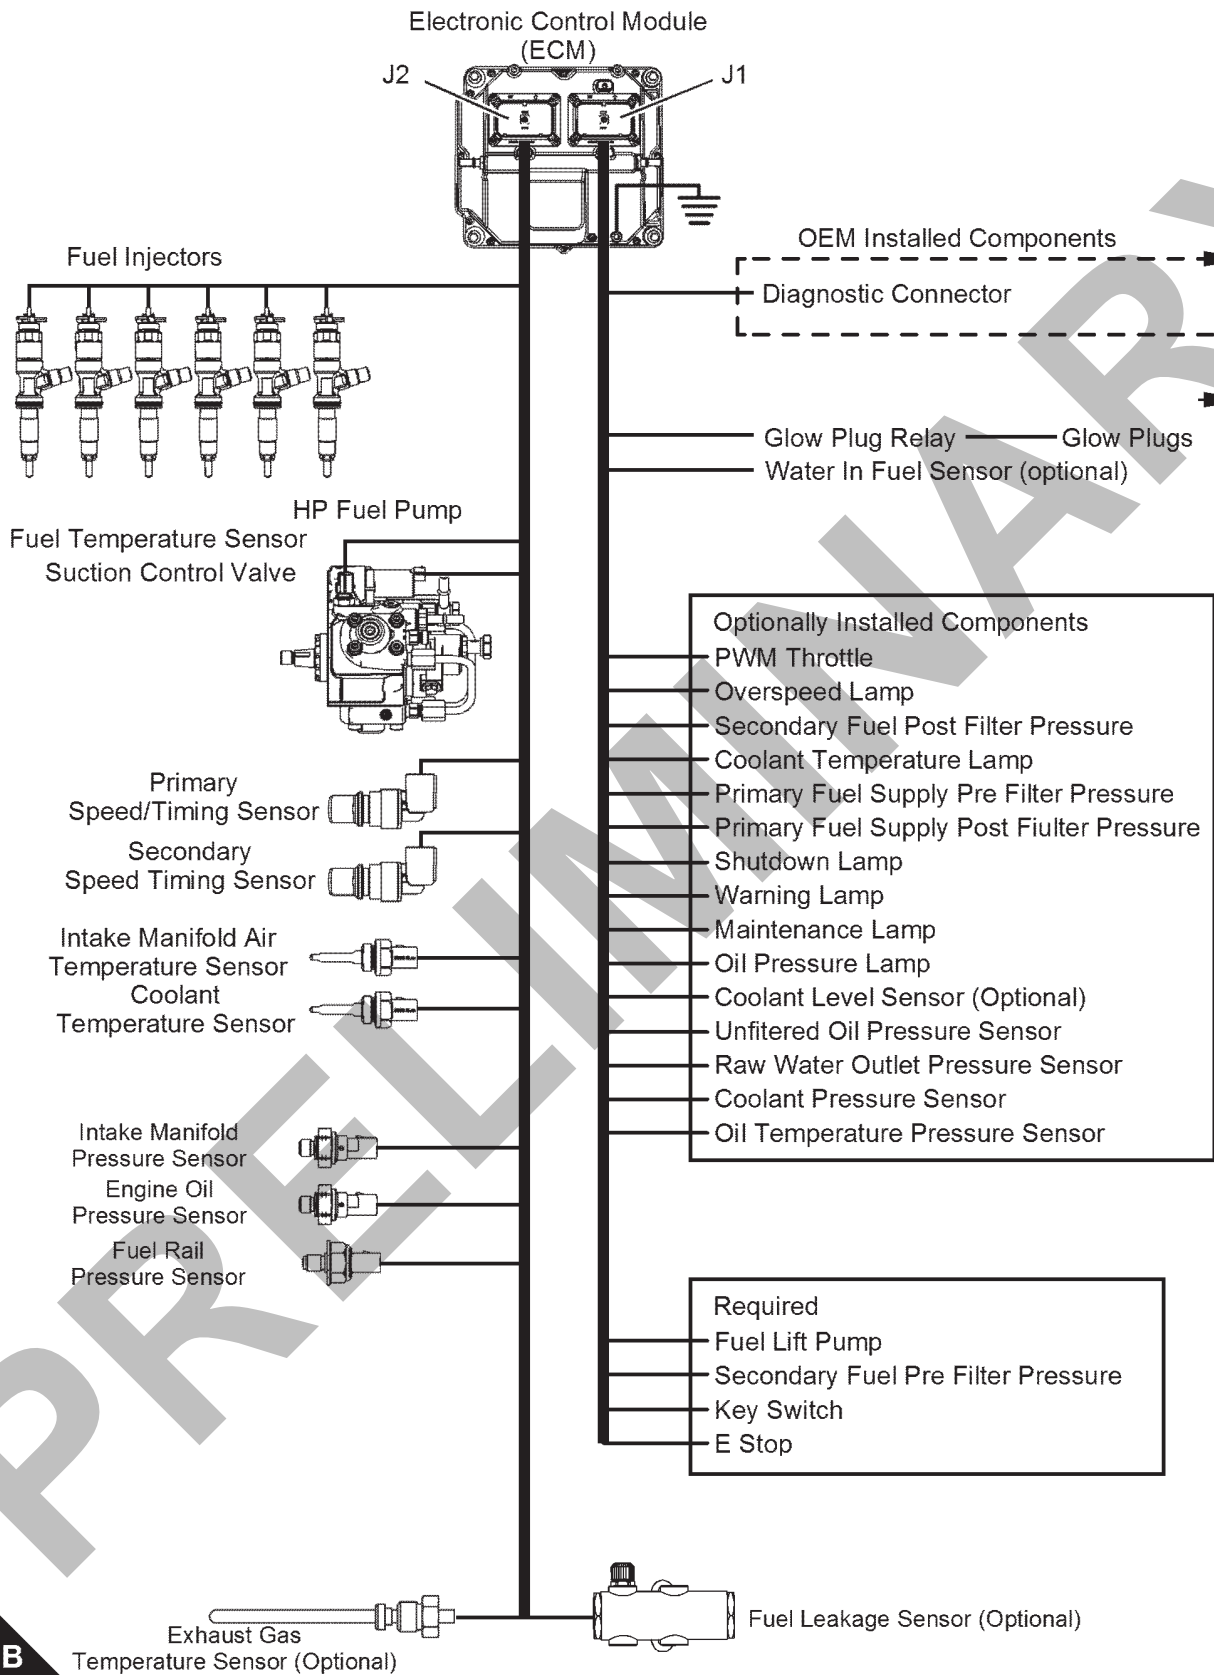 Electronic Control Module
(ECM)
J2
J1
OEM Installed Components
Fuel Injectors
Diagnostic Connector
Glow Plug Relay
Glow Plugs
Water In Fuel Sensor (optional)
HP Fuel Pump
Fuel Temperature Sensor
Suction Control Valve
Optionally Installed Components
PWM Throttle
Overspeed Lamp
Secondary Fuel Post Filter Pressure
Coolant Temperature Lamp
Primary Fuel Supply Pre Filter Pressure
Primary Fuel Supply Post Fiulter Pressure
Shutdown Lamp
Warning Lamp
Maintenance Lamp
Oil Pressure Lamp
Coolant Level Sensor (Optional)
Unfitered Oil Pressure Sensor
Raw Water Outlet Pressure Sensor
Coolant Pressure Sensor
Oil Temperature Pressure Sensor
Primary
Speed/Timing Sensor
Secondary
Speed Timing Sensor
Intake Manifold Air
Temperature Sensor
Coolant
Temperature Sensor
Intake Manifold
Pressure Sensor
Engine Oil
Pressure Sensor
Fuel Rail
Pressure Sensor
Required
Fuel Lift Pump
Secondary Fuel Pre Filter Pressure
Key Switch
E Stop
Exhaust Gas
Temperature Sensor (Optional)
Fuel Leakage Sensor (Optional)
B
PRELIMINARY